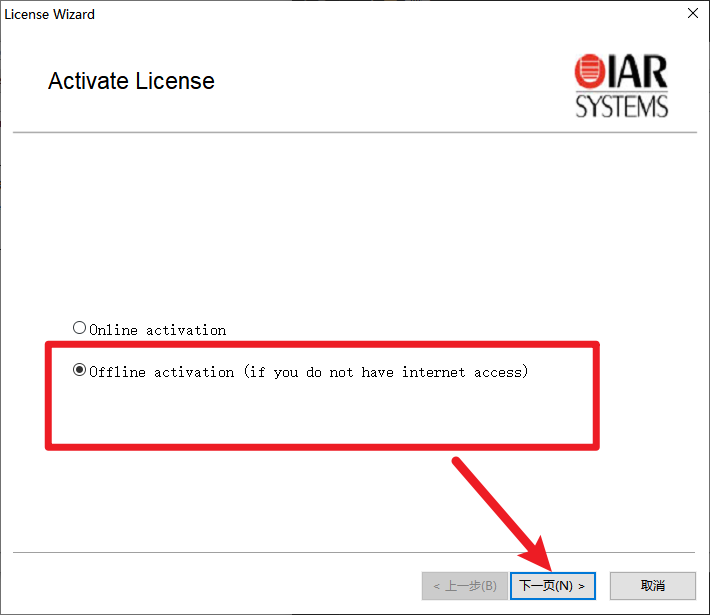 License Wizard
Activate License
IAR
SYSTEMS
Online activation
Offline activation (if you do not have internet access)
< 上一步(B)
下一页(N) >
取消